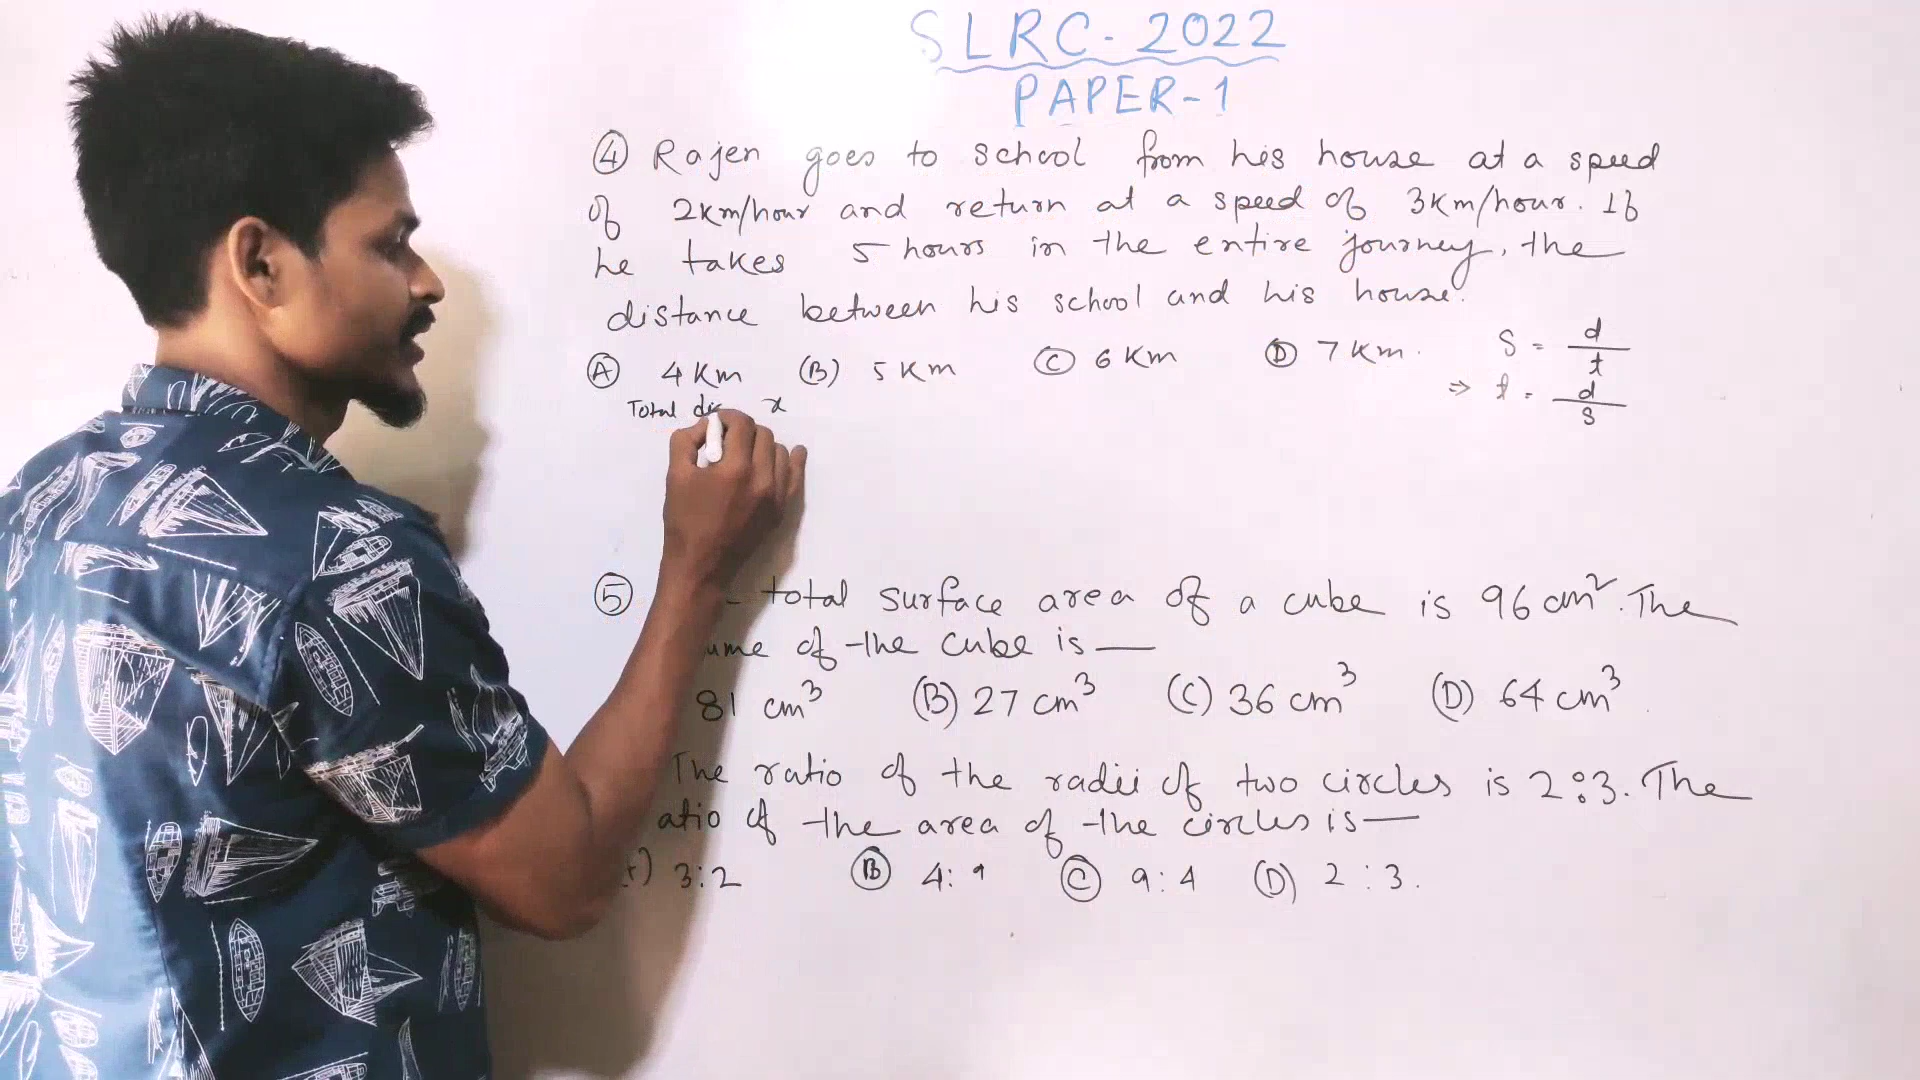 SLRC-2022
PAPER-1
④ Rajen goes to school from his house at a speed
of 2Km/hour and return at a speed of 3Km/hour. If
he takes 5 hours in the entire journey, the
distance between his school and his house.
Ⓐ 4 Km (B) 5 Km Ⓒ 6 Km Ⓓ 7 Km.
S = d/t
⇒ t = d/s
Total x
⑤ total surface area of a cube is 96 cm². The
of the cube is —
81 cm³ (B) 27 cm³ (C) 36 cm³ (D) 64 cm³
The ratio of the radii of two circles is 2:3. The
of the area of the circles is —
3:2 Ⓑ 4:9 Ⓒ 9:4 (D) 2:3.